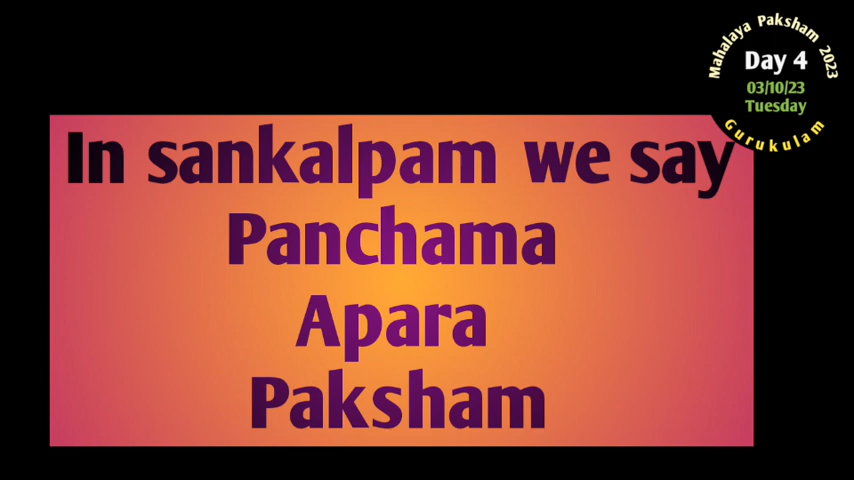 Mahalaya Paksham 2023
Day 4
03/10/23
Tuesday
Gurukulam
In sankalpam we say
Panchama
Apara
Paksham